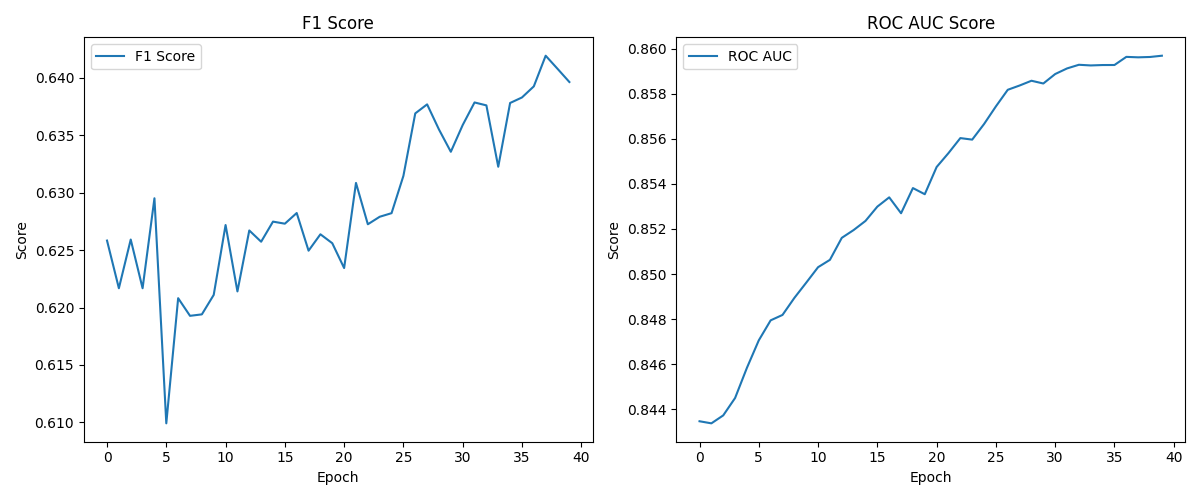 F1 Score
F1 Score
0.640
0.635
0.630
0.625
0.620
0.615
0.610
Score
0 5 10 15 20 25 30 35 40
Epoch
ROC AUC Score
ROC AUC
0.860
0.858
0.856
0.854
0.852
0.850
0.848
0.846
0.844
Score
0 5 10 15 20 25 30 35 40
Epoch